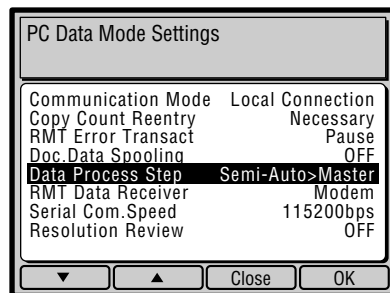 PC Data Mode Settings
Communication Mode Local Connection
Copy Count Reentry Necessary
RMT Error Transact Pause
Doc.Data Spooling OFF
Data Process Step Semi-Auto>Master
RMT Data Receiver Modem
Serial Com.Speed 115200bps
Resolution Review OFF
▼ ▲ Close OK